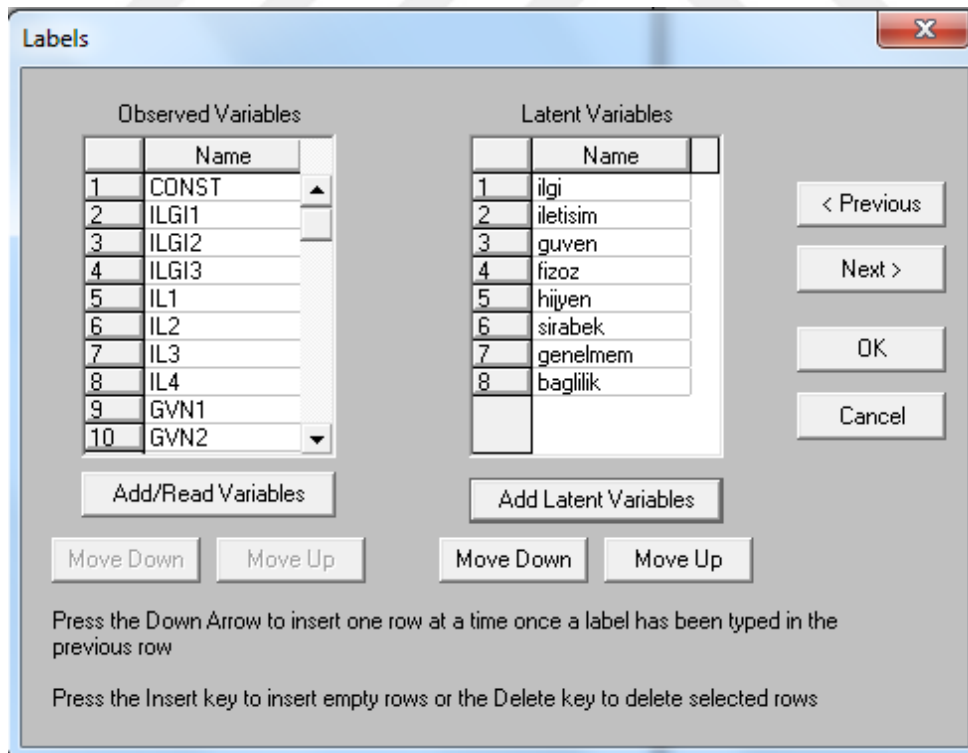 Labels
Observed Variables
Name
1 CONST
2 ILGI1
3 ILGI2
4 ILGI3
5 IL1
6 IL2
7 IL3
8 IL4
9 GVN1
10 GVN2
Add/Read Variables
Move Down Move Up
Latent Variables
Name
1 ilgi
2 iletisim
3 guven
4 fizoz
5 hijyen
6 sirabek
7 genelmem
8 baglilik
Add Latent Variables
Move Down Move Up
< Previous
Next >
OK
Cancel
Press the Down Arrow to insert one row at a time once a label has been typed in the
previous row
Press the Insert key to insert empty rows or the Delete key to delete selected rows